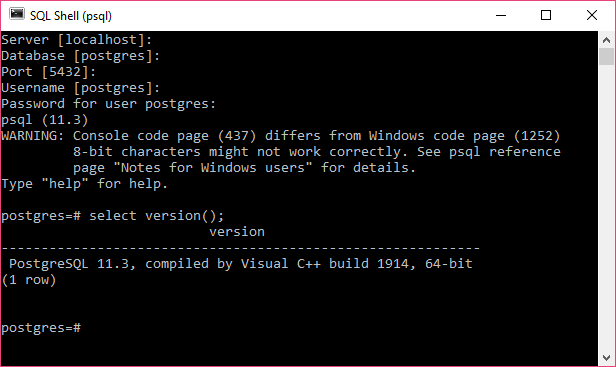 SQL Shell (psql)
Server [localhost]:
Database [postgres]:
Port [5432]:
Username [postgres]:
Password for user postgres:
psql (11.3)
WARNING: Console code page (437) differs from Windows code page (1252)
         8-bit characters might not work correctly. See psql reference
         page "Notes for Windows users" for details.
Type "help" for help.

postgres=# select version();
                          version
------------------------------------------------------------
 PostgreSQL 11.3, compiled by Visual C++ build 1914, 64-bit
(1 row)

postgres=#